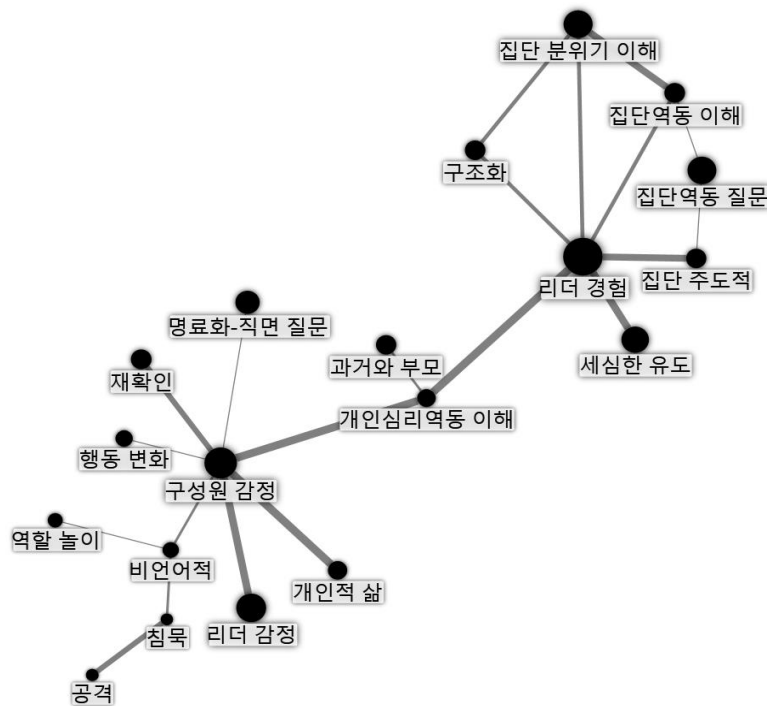 집단 분위기 이해
집단역동 이해
구조화
집단역동 질문
리더 경험
집단 주도적
명료화-직면 질문
과거와 부모
세심한 유도
재확인
개인심리역동 이해
행동 변화
구성원 감정
역할 놀이
비언어적
개인적 삶
침묵
리더 감정
공격